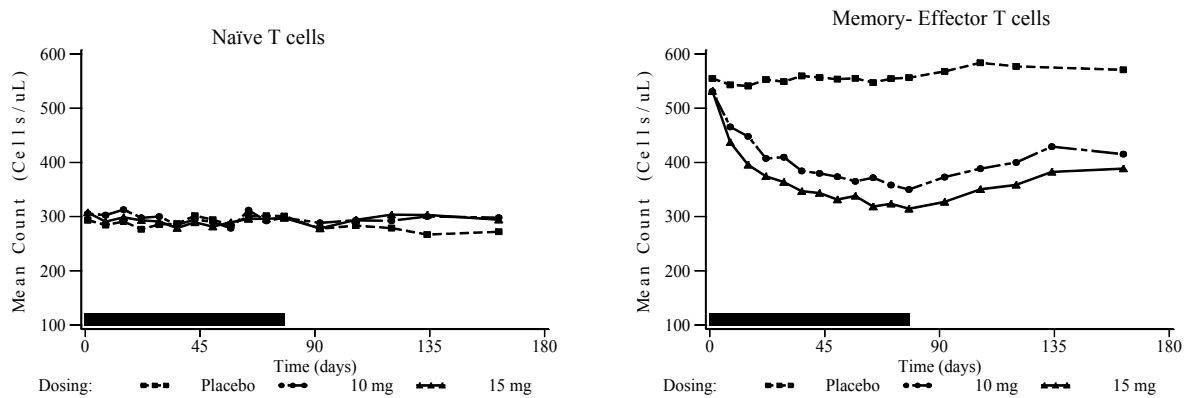 Naïve T cells
600
500
400
300
200
100
Mean Count (Cells/uL)
0 45 90 135 180
Time (days)
Dosing: Placebo 10 mg 15 mg
Memory- Effector T cells
600
500
400
300
200
100
Mean Count (Cells/uL)
0 45 90 135 180
Time (days)
Dosing: Placebo 10 mg 15 mg